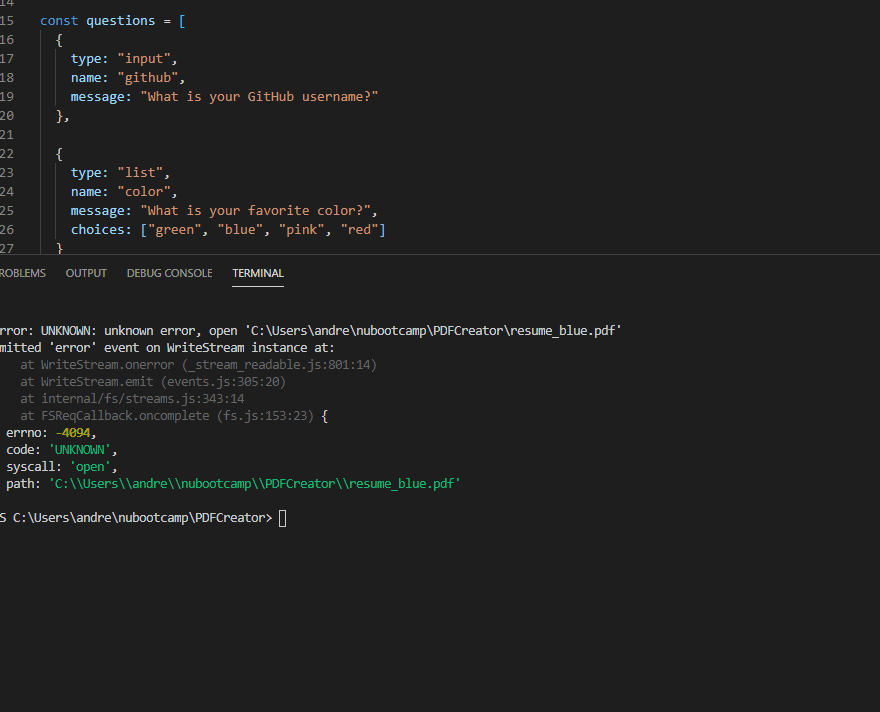 14
15 const questions = [
16 {
17 type: "input",
18 name: "github",
19 message: "What is your GitHub username?"
20 },
21
22 {
23 type: "list",
24 name: "color",
25 message: "What is your favorite color?",
26 choices: ["green", "blue", "pink", "red"]
27 }
ROBLEMS OUTPUT DEBUG CONSOLE TERMINAL
rror: UNKNOWN: unknown error, open 'C:\Users\andre\nubootcamp\PDFCreator\resume_blue.pdf'
mitted 'error' event on WriteStream instance at:
at WriteStream.onerror (_stream_readable.js:801:14)
at WriteStream.emit (events.js:305:20)
at internal/fs/streams.js:343:14
at FSReqCallback.oncomplete (fs.js:153:23) {
errno: -4094,
code: 'UNKNOWN',
syscall: 'open',
path: 'C:\\Users\\andre\\nubootcamp\\PDFCreator\\resume_blue.pdf'
S C:\Users\andre\nubootcamp\PDFCreator>